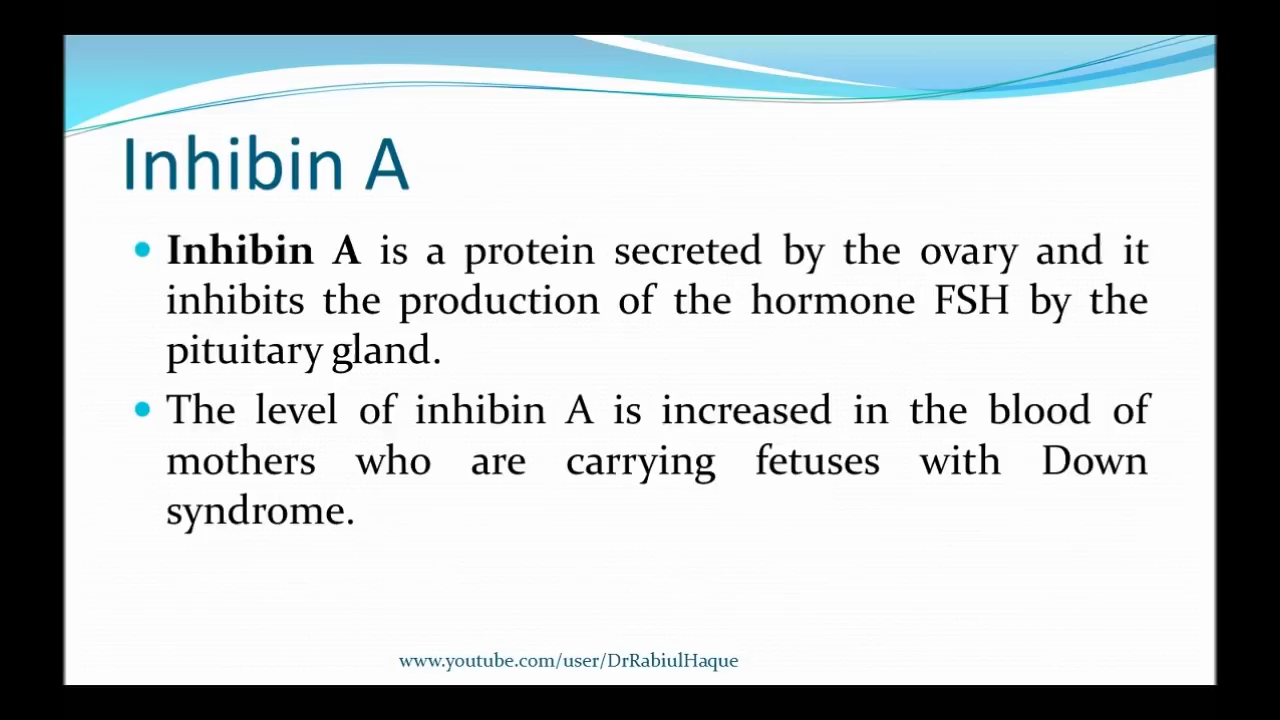 Inhibin A
• Inhibin A is a protein secreted by the ovary and it
inhibits the production of the hormone FSH by the
pituitary gland.
• The level of inhibin A is increased in the blood of
mothers who are carrying fetuses with Down
syndrome.
www.youtube.com/user/DrRabiulHaque